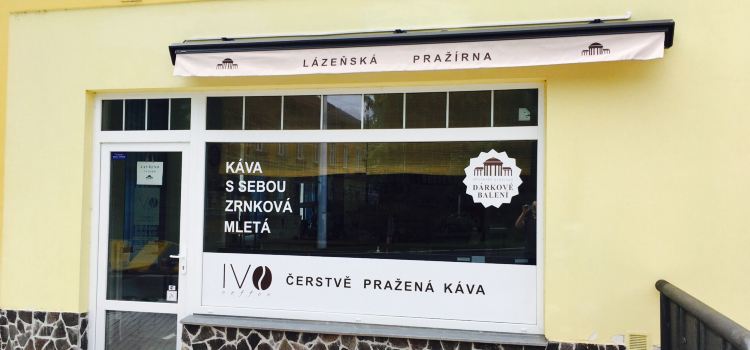 LÁZEŇSKÁ PRAŽÍRNA
KÁVA
S SEBOU
ZRNKOVÁ
MLETÁ
DÁRKOVÉ
BALENÍ
IVO
coffee
ČERSTVĚ PRAŽENÁ KÁVA